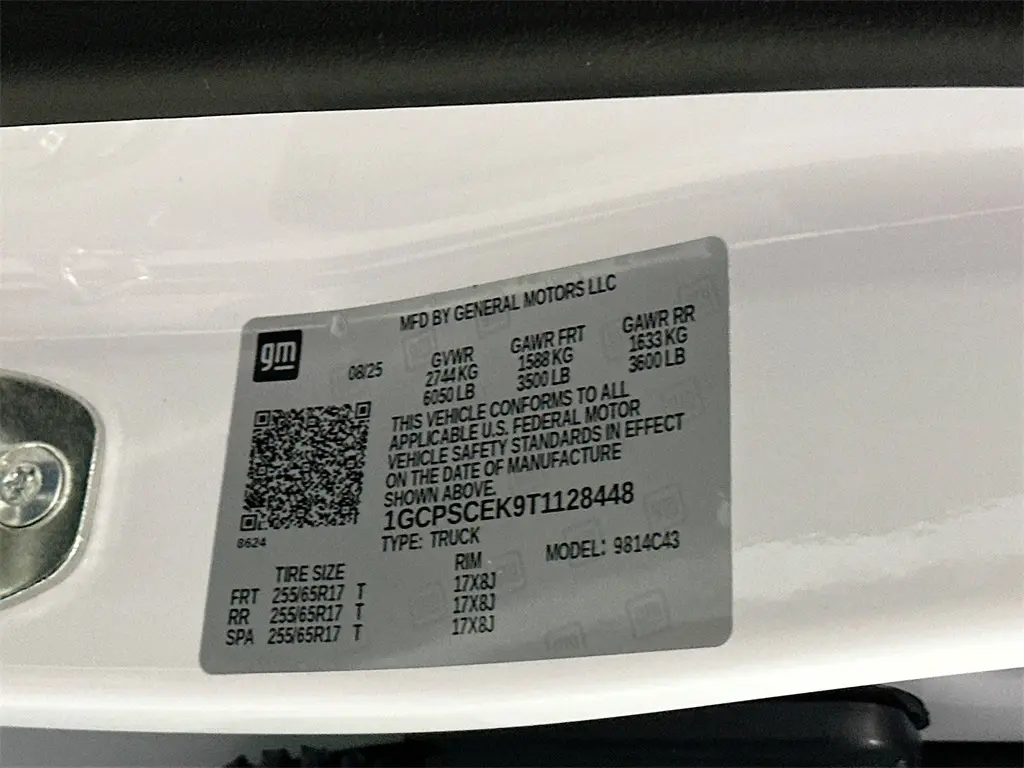 MFD BY GENERAL MOTORS LLC
gm
08/25
GVWR GAWR FRT GAWR RR
2744 KG 1588 KG 1633 KG
6050 LB 3500 LB 3600 LB
THIS VEHICLE CONFORMS TO ALL
APPLICABLE U.S. FEDERAL MOTOR
VEHICLE SAFETY STANDARDS IN EFFECT
ON THE DATE OF MANUFACTURE
SHOWN ABOVE.
1GCPSCEK9T1128448
TYPE: TRUCK MODEL: 9814C43
8624
TIRE SIZE RIM
FRT 255/65R17 T 17X8J
RR 255/65R17 T 17X8J
SPA 255/65R17 T 17X8J